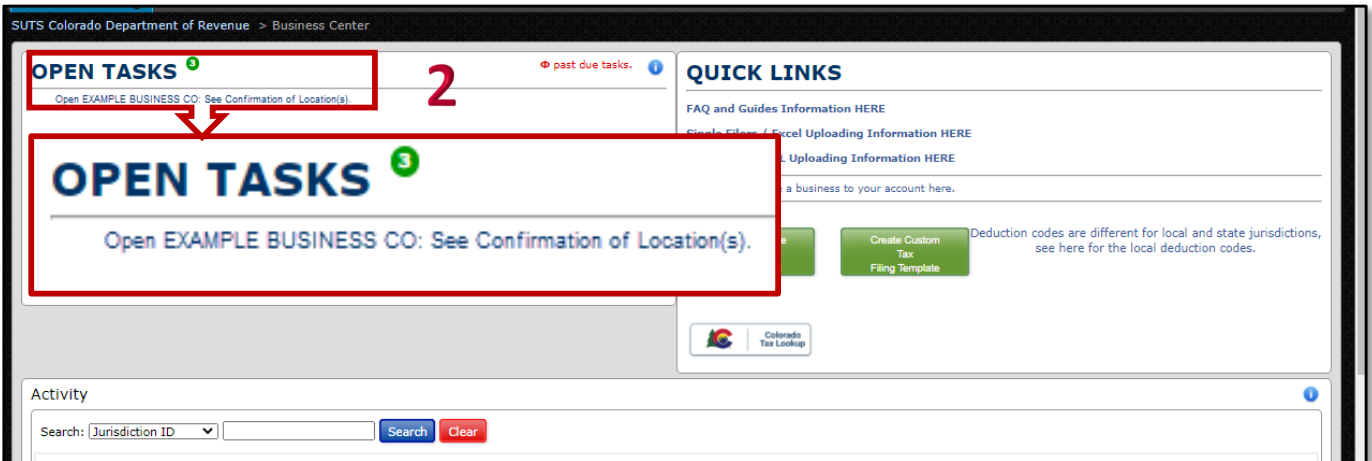 SUTS Colorado Department of Revenue > Business Center
OPEN TASKS 3
Φ past due tasks.
Open EXAMPLE BUSINESS CO: See Confirmation of Location(s).
2
OPEN TASKS 3
Open EXAMPLE BUSINESS CO: See Confirmation of Location(s).
QUICK LINKS
FAQ and Guides Information HERE
Single Filers / Excel Uploading Information HERE
Uploading Information HERE
a business to your account here.
Create Custom
Tax
Filing Template
Deduction codes are different for local and state jurisdictions,
see here for the local deduction codes.
Colorado
Tax Lookup
Activity
Search: Jurisdiction ID
Search
Clear